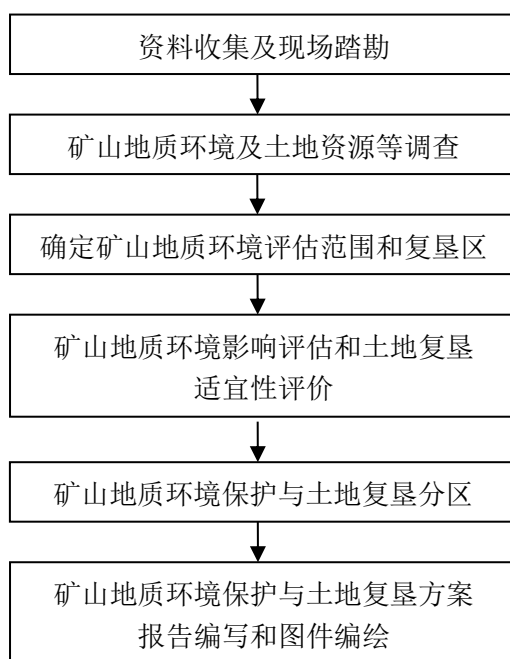 资料收集及现场踏勘
矿山地质环境及土地资源等调查
确定矿山地质环境评估范围和复垦区
矿山地质环境影响评估和土地复垦
适宜性评价
矿山地质环境保护与土地复垦分区
矿山地质环境保护与土地复垦方案
报告编写和图件编绘